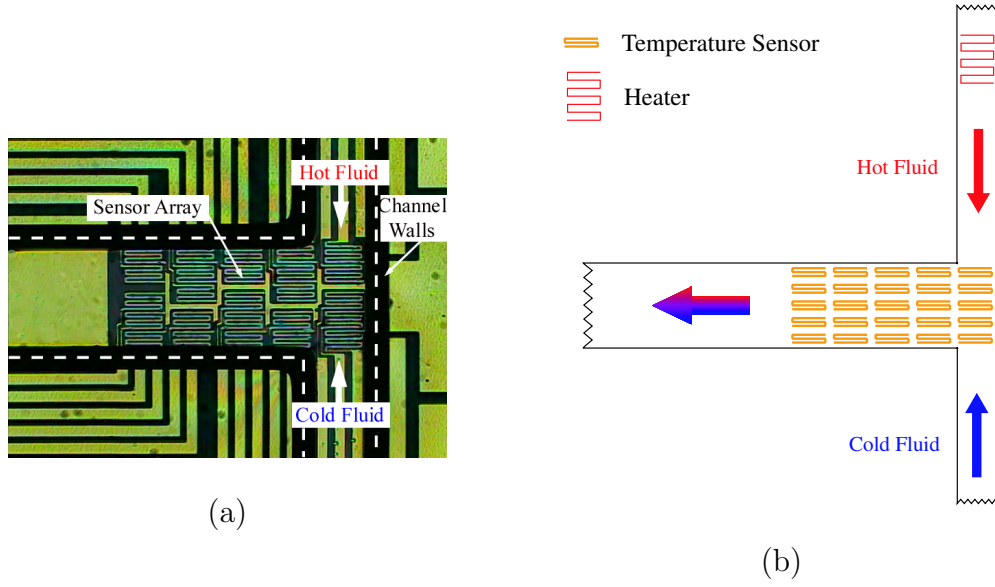 Hot Fluid
Sensor Array
Channel
Walls
Cold Fluid
(a)
Temperature Sensor
Heater
Hot Fluid
Cold Fluid
(b)